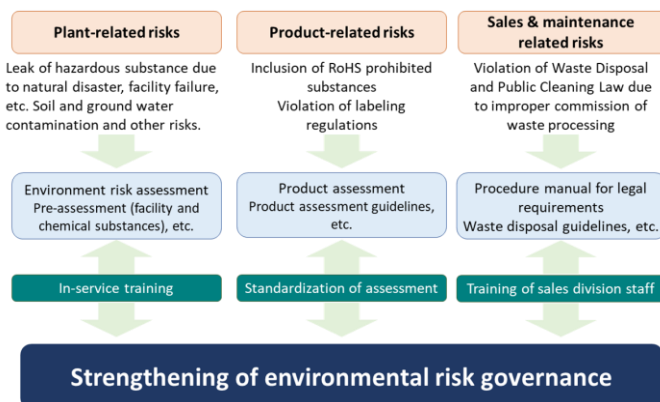 Plant-related risks
Leak of hazardous substance due
to natural disaster, facility failure,
etc. Soil and ground water
contamination and other risks.
Environment risk assessment
Pre-assessment (facility and
chemical substances), etc.
In-service training
Product-related risks
Inclusion of RoHS prohibited
substances
Violation of labeling
regulations
Product assessment
Product assessment guidelines,
etc.
Standardization of assessment
Sales & maintenance
related risks
Violation of Waste Disposal
and Public Cleaning Law due
to improper commission of
waste processing
Procedure manual for legal
requirements
Waste disposal guidelines, etc.
Training of sales division staff
Strengthening of environmental risk governance